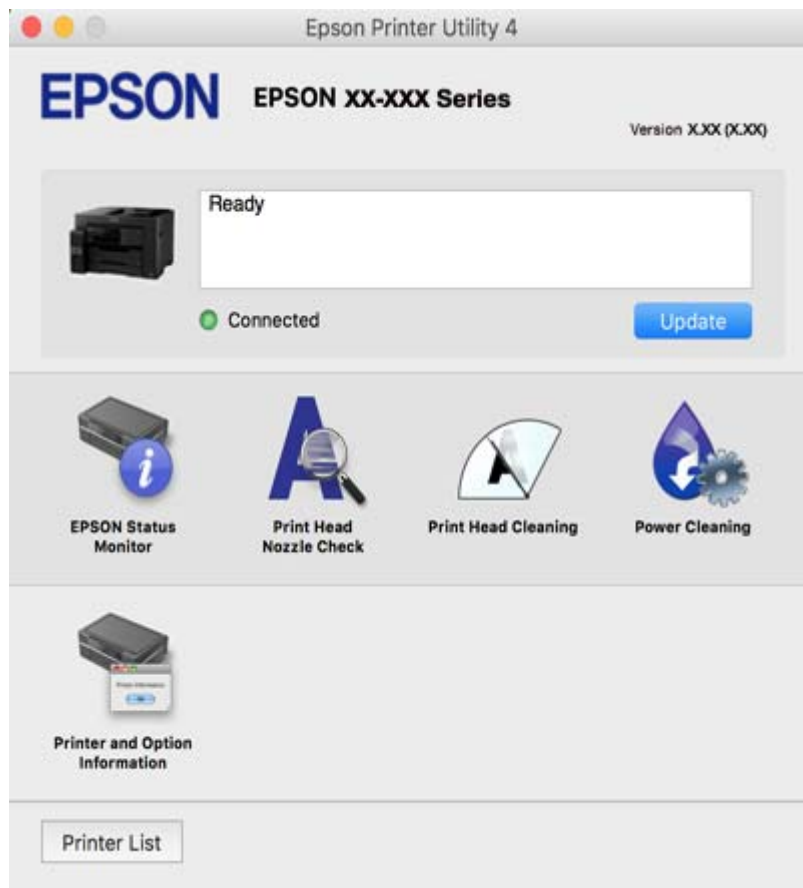 Epson Printer Utility 4
EPSON
EPSON XX-XXX Series
Version X.XX (X.XX)
Ready
Connected
Update
EPSON Status
Monitor
Print Head
Nozzle Check
Print Head Cleaning
Power Cleaning
Printer and Option
Information
Printer List